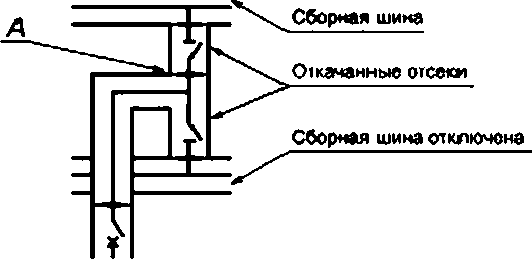 Сборная шина
А
Откачанные отсеки
Сборная шина отключена